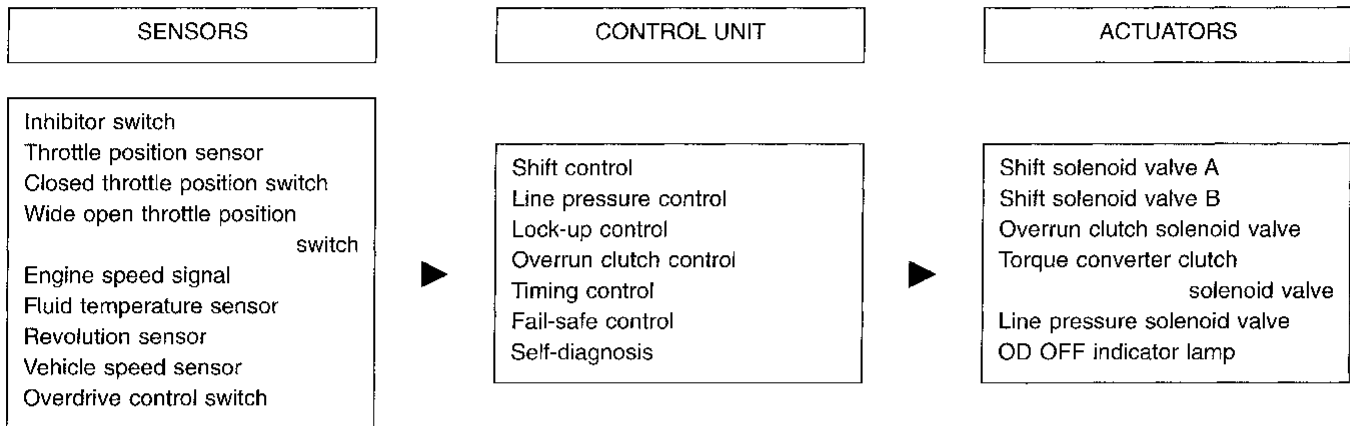 SENSORS
CONTROL UNIT
ACTUATORS
Inhibitor switch
Throttle position sensor
Closed throttle position switch
Wide open throttle position
switch
Engine speed signal
Fluid temperature sensor
Revolution sensor
Vehicle speed sensor
Overdrive control switch
Shift control
Line pressure control
Lock-up control
Overrun clutch control
Timing control
Fail-safe control
Self-diagnosis
Shift solenoid valve A
Shift solenoid valve B
Overrun clutch solenoid valve
Torque converter clutch
solenoid valve
Line pressure solenoid valve
OD OFF indicator lamp